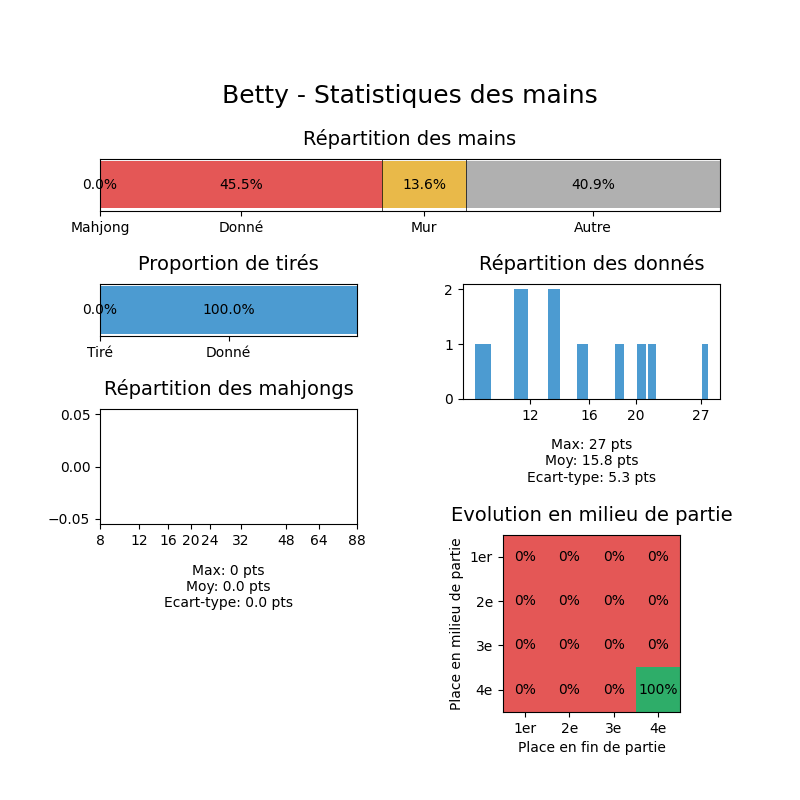 Betty - Statistiques des mains
Répartition des mains
0.0% 45.5% 13.6% 40.9%
Mahjong Donné Mur Autre
Proportion de tirés
0.0% 100.0%
Tiré Donné
Répartition des donnés
2
1
0
12 16 20 27
Max: 27 pts
Moy: 15.8 pts
Ecart-type: 5.3 pts
Répartition des mahjongs
0.05
0.00
−0.05
8 12 16 20 24 32 48 64 88
Max: 0 pts
Moy: 0.0 pts
Ecart-type: 0.0 pts
Evolution en milieu de partie
Place en milieu de partie
1er 0% 0% 0% 0%
2e 0% 0% 0% 0%
3e 0% 0% 0% 0%
4e 0% 0% 0% 100%
1er 2e 3e 4e
Place en fin de partie